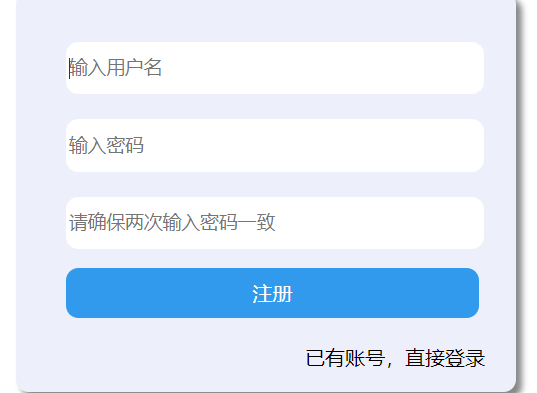 输入用户名
输入密码
请确保两次输入密码一致
注册
已有账号，直接登录